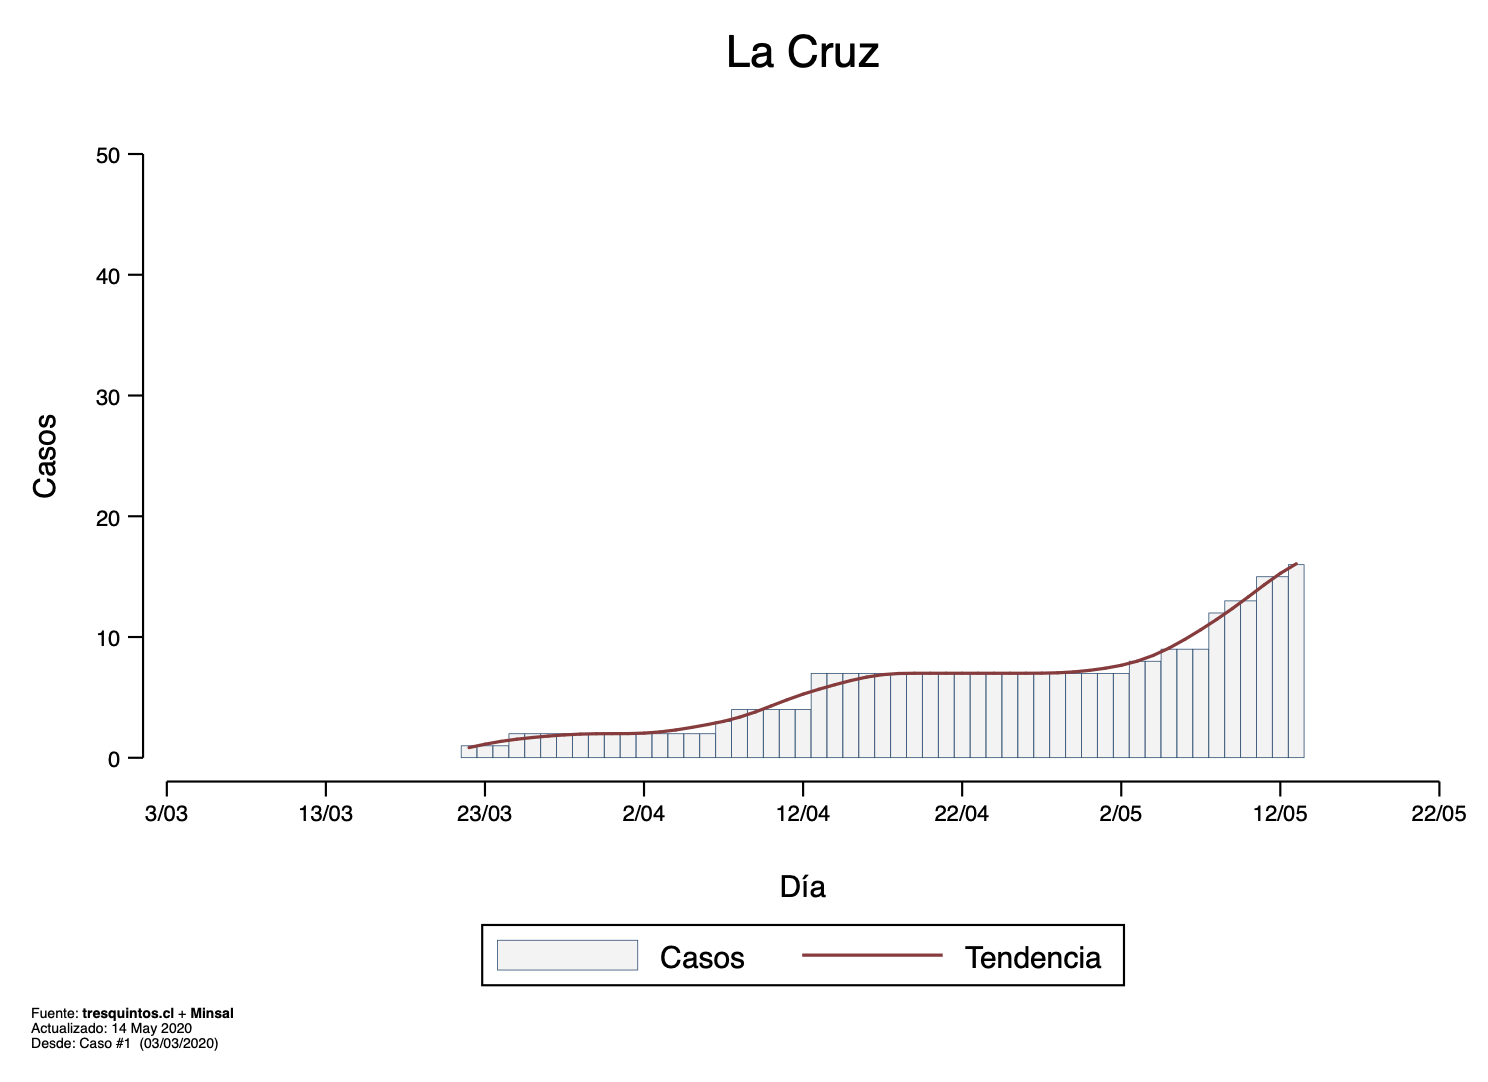 La Cruz
50
40
30
20
10
0
Casos
3/03 13/03 23/03 2/04 12/04 22/04 2/05 12/05 22/05
Día
Casos Tendencia
Fuente: tresquintos.cl + Minsal
Actualizado: 14 May 2020
Desde: Caso #1 (03/03/2020)